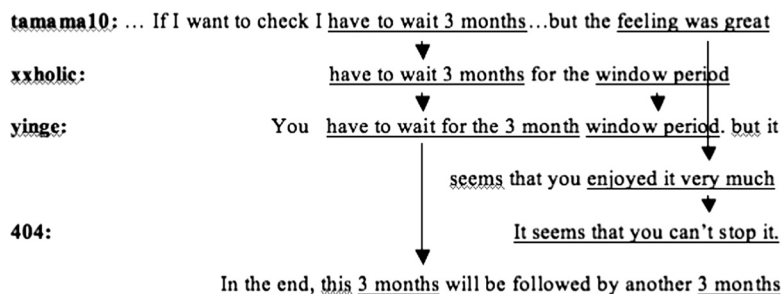 tamama10: ... If I want to check I have to wait 3 months...but the feeling was great
xxholic: have to wait 3 months for the window period
yinge: You have to wait for the 3 month window period. but it
seems that you enjoyed it very much
404: It seems that you can't stop it.
In the end, this 3 months will be followed by another 3 months